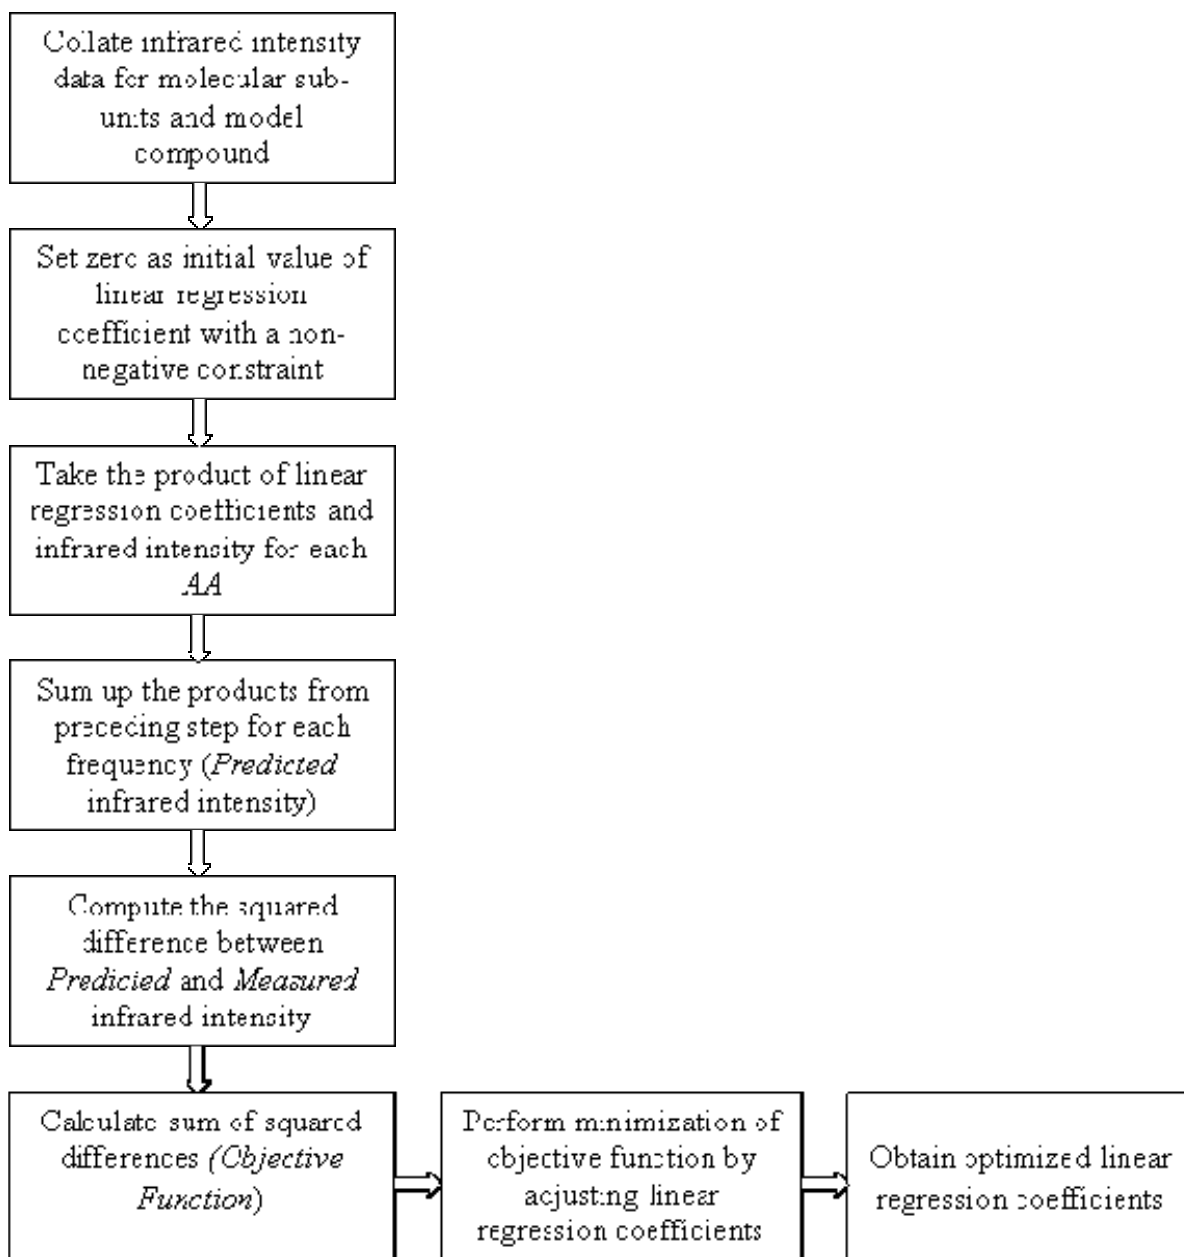 Collate infrared intensity
data for molecular sub-
units and model
compound
Set zero as initial value of
linear regression
coefficient with a non-
negative constraint
Take the product of linear
regression coefficients and
infrared intensity for each
AA
Sum up the products from
preceding step for each
frequency (Predicted
infrared intensity)
Compute the squared
difference between
Predicted and Measured
infrared intensity
Calculate sum of squared
differences (Objective
Function)
Perform minimization of
objective function by
adjusting linear
regression coefficients
Obtain optimized linear
regression coefficients